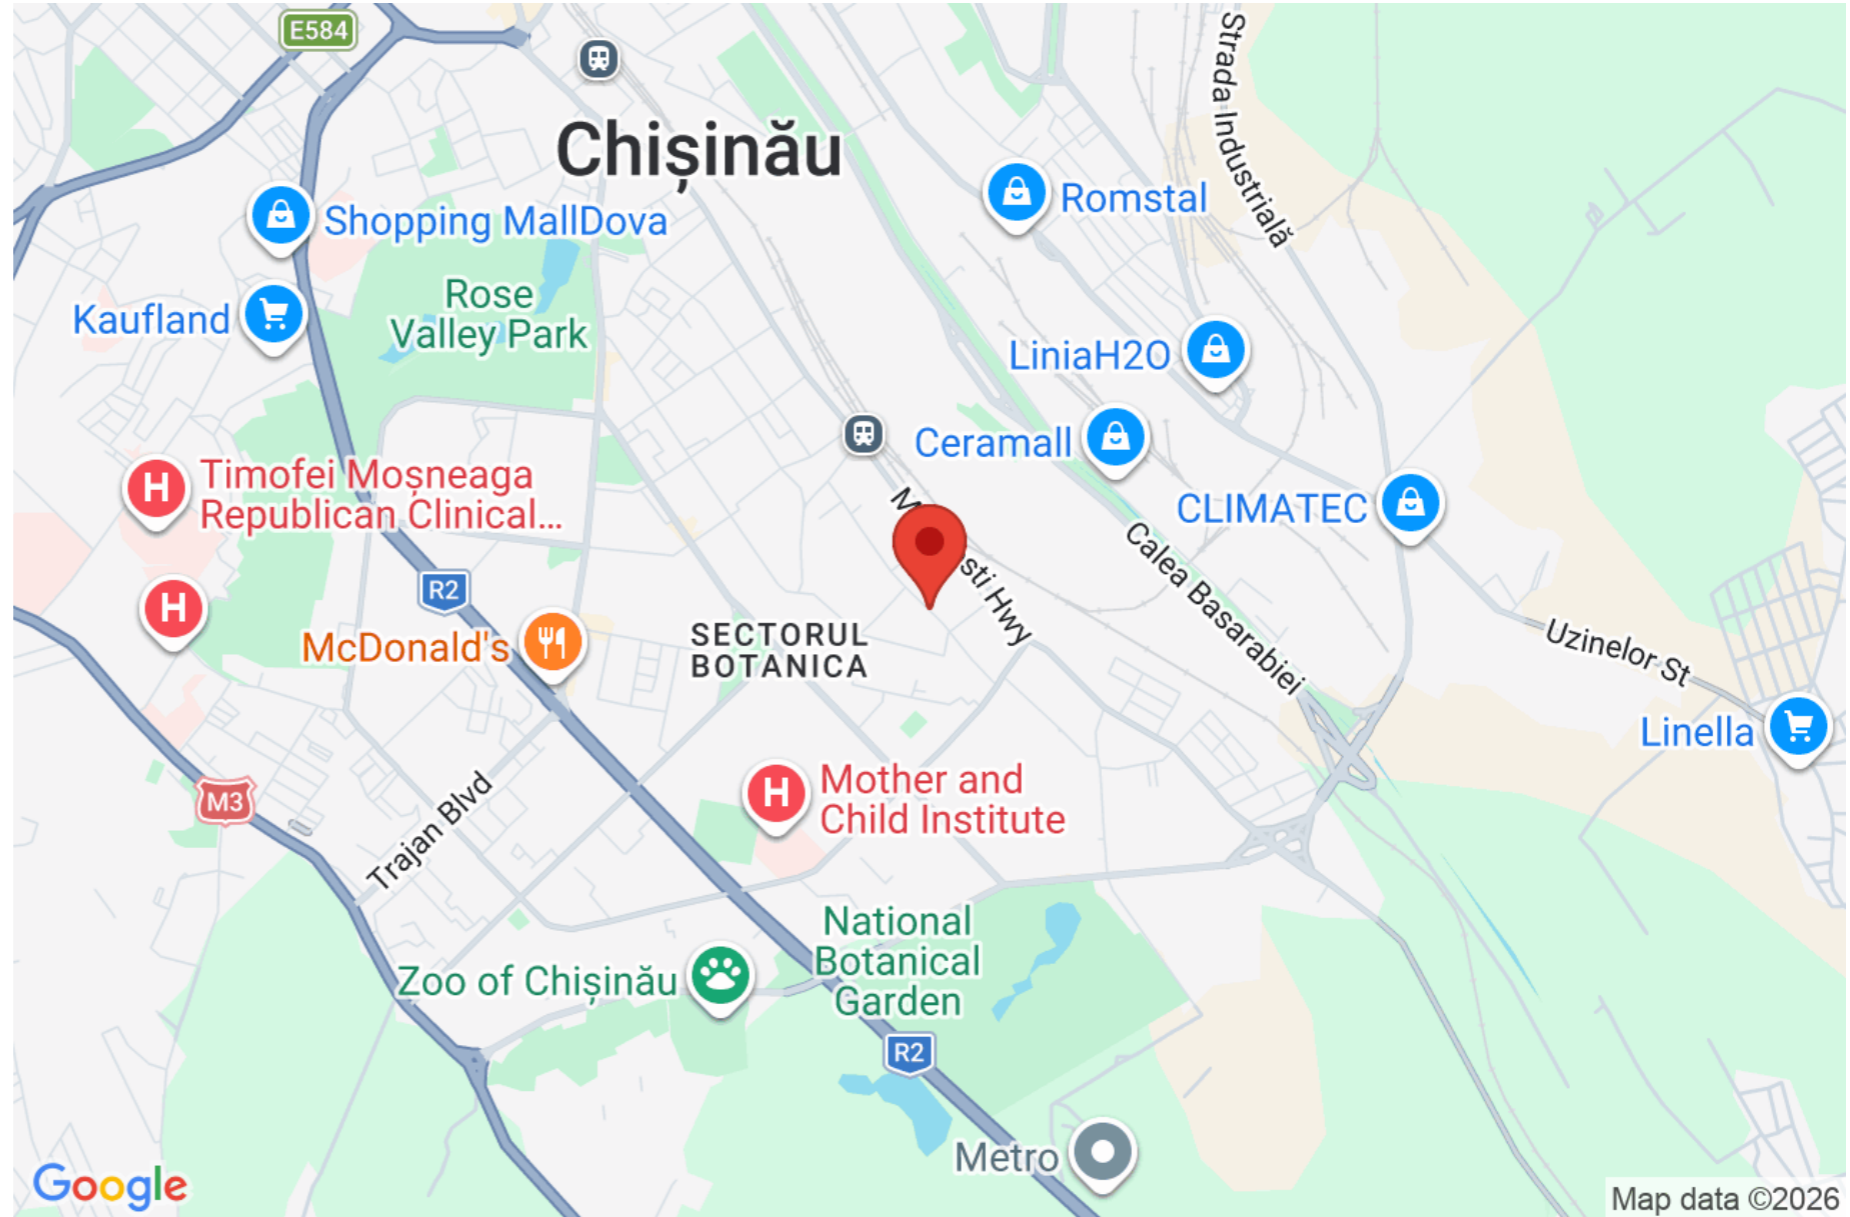 E584
Chișinău
Strada Industrială
Romstal
Shopping MallDova
Rose
Valley Park
Kaufland
LiniaH2O
Ceramall
Timofei Moșneaga
Republican Clinical...
H
CLIMATEC
Calea Basarabiei
sti Hwy
R2
H
McDonald's
SECTORUL
BOTANICA
Uzinelor St
Linella
M3
Trajan Blvd
H
Mother and
Child Institute
National
Botanical
Garden
Zoo of Chișinău
R2
Metro
Google
Map data ©2026